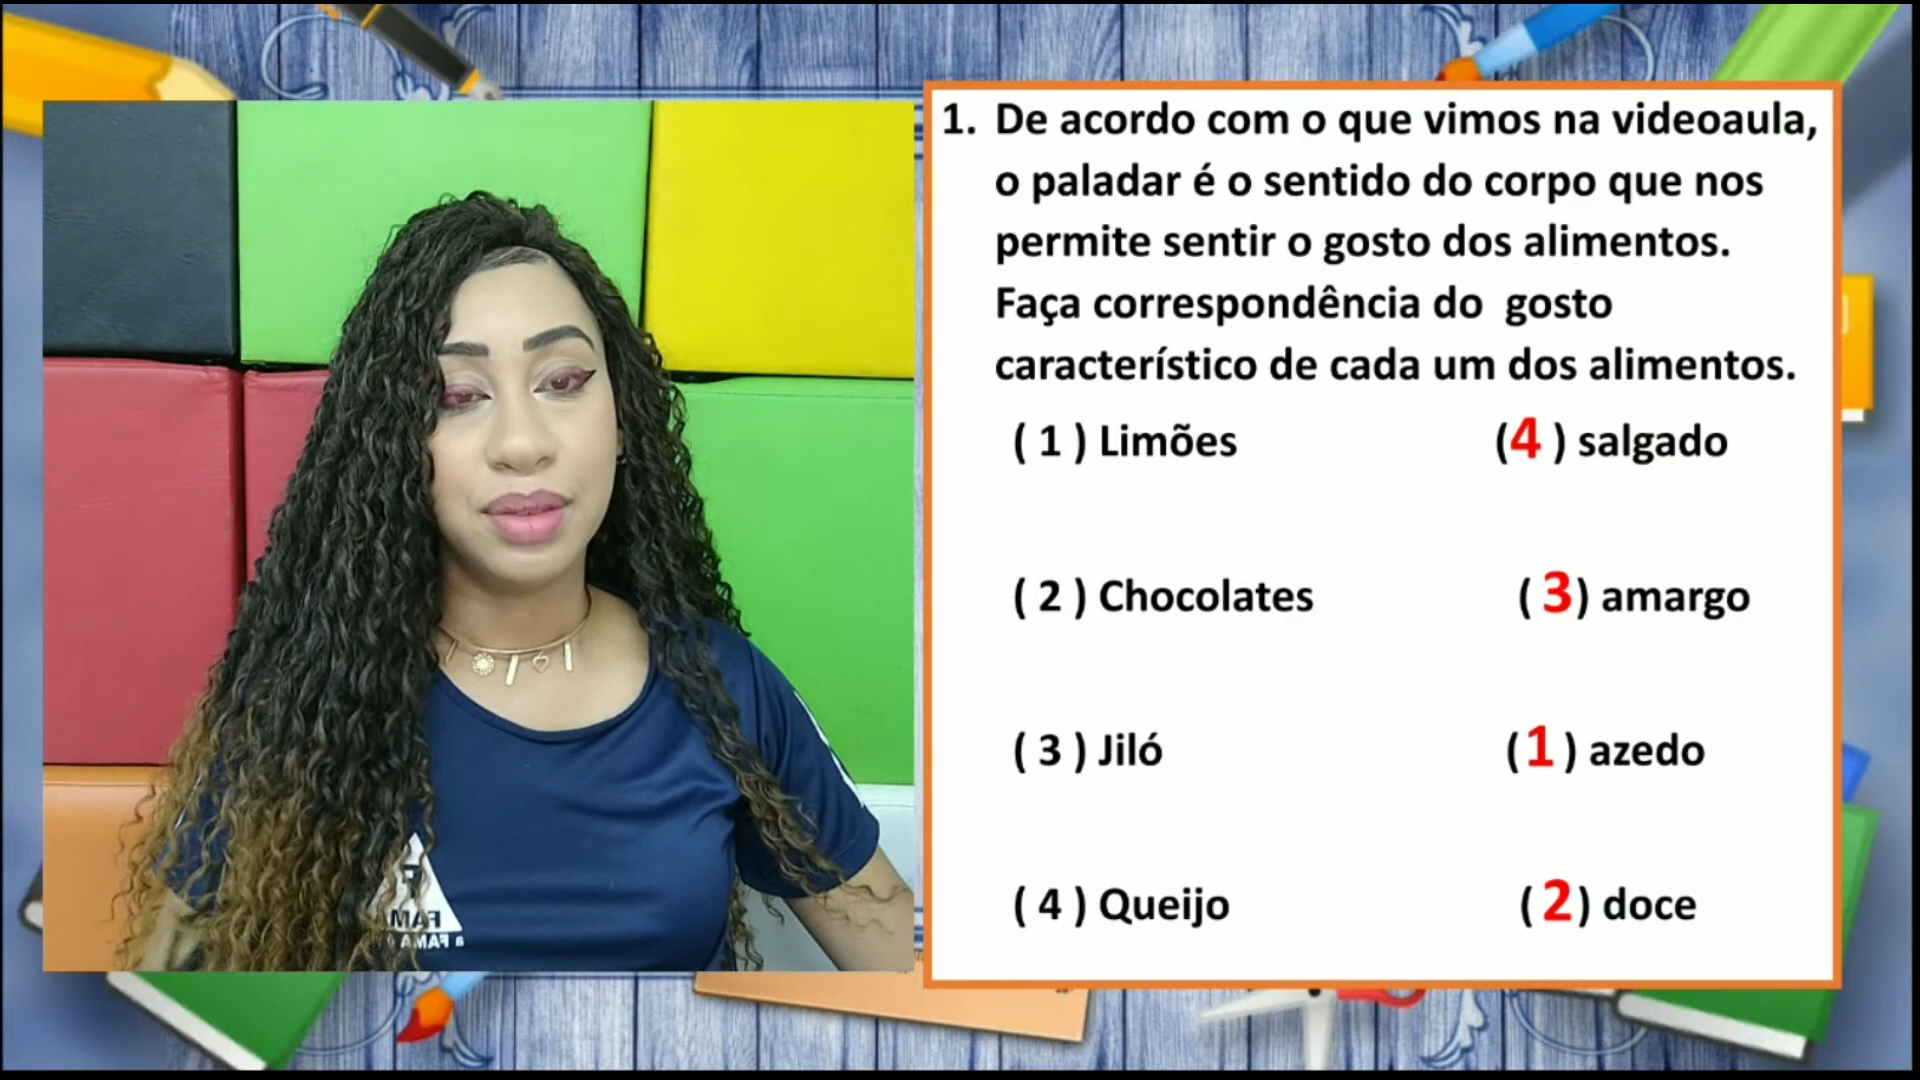 1. De acordo com o que vimos na videoaula,
o paladar é o sentido do corpo que nos
permite sentir o gosto dos alimentos.
Faça correspondência do gosto
característico de cada um dos alimentos.
( 1 ) Limões (4 ) salgado
( 2 ) Chocolates ( 3) amargo
( 3 ) Jiló (1 ) azedo
( 4 ) Queijo ( 2) doce